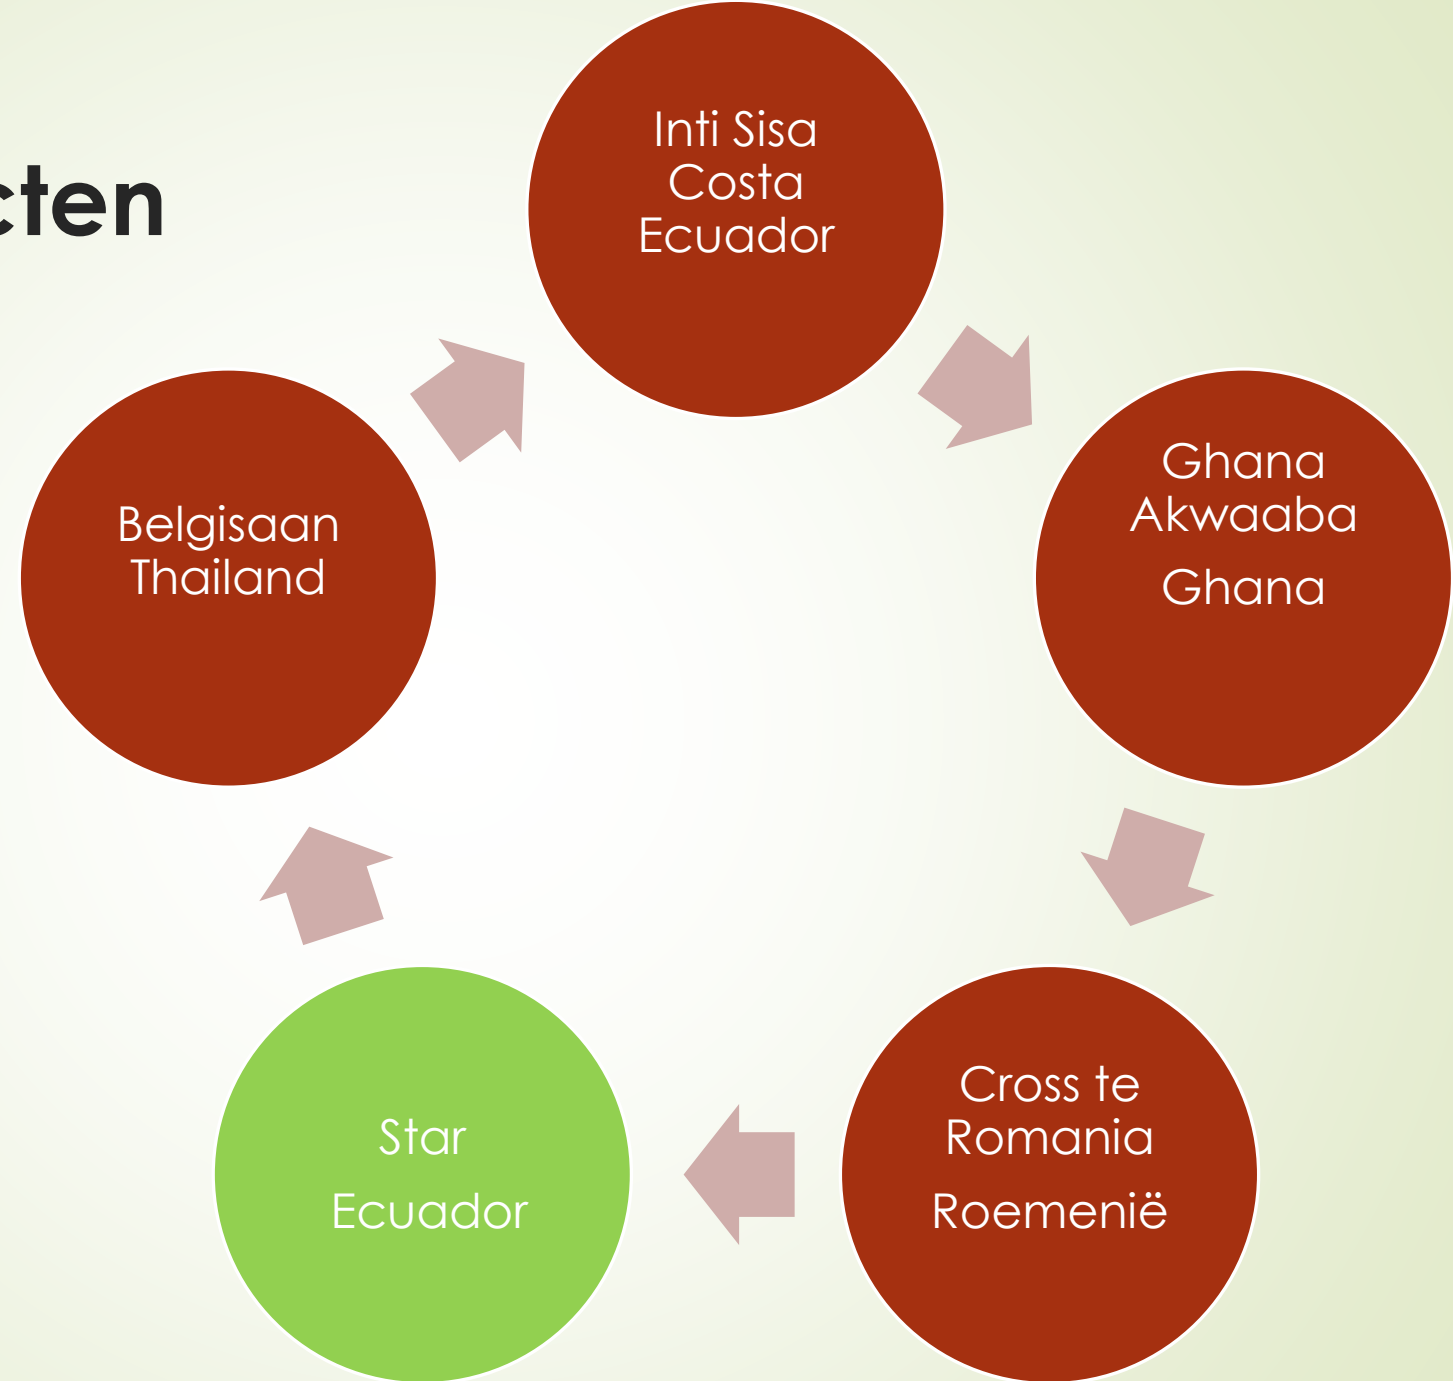 cten
Inti Sisa
Costa
Ecuador
Ghana
Akwaaba
Ghana
Cross te
Romania
Roemenië
Star
Ecuador
Belgisaan
Thailand